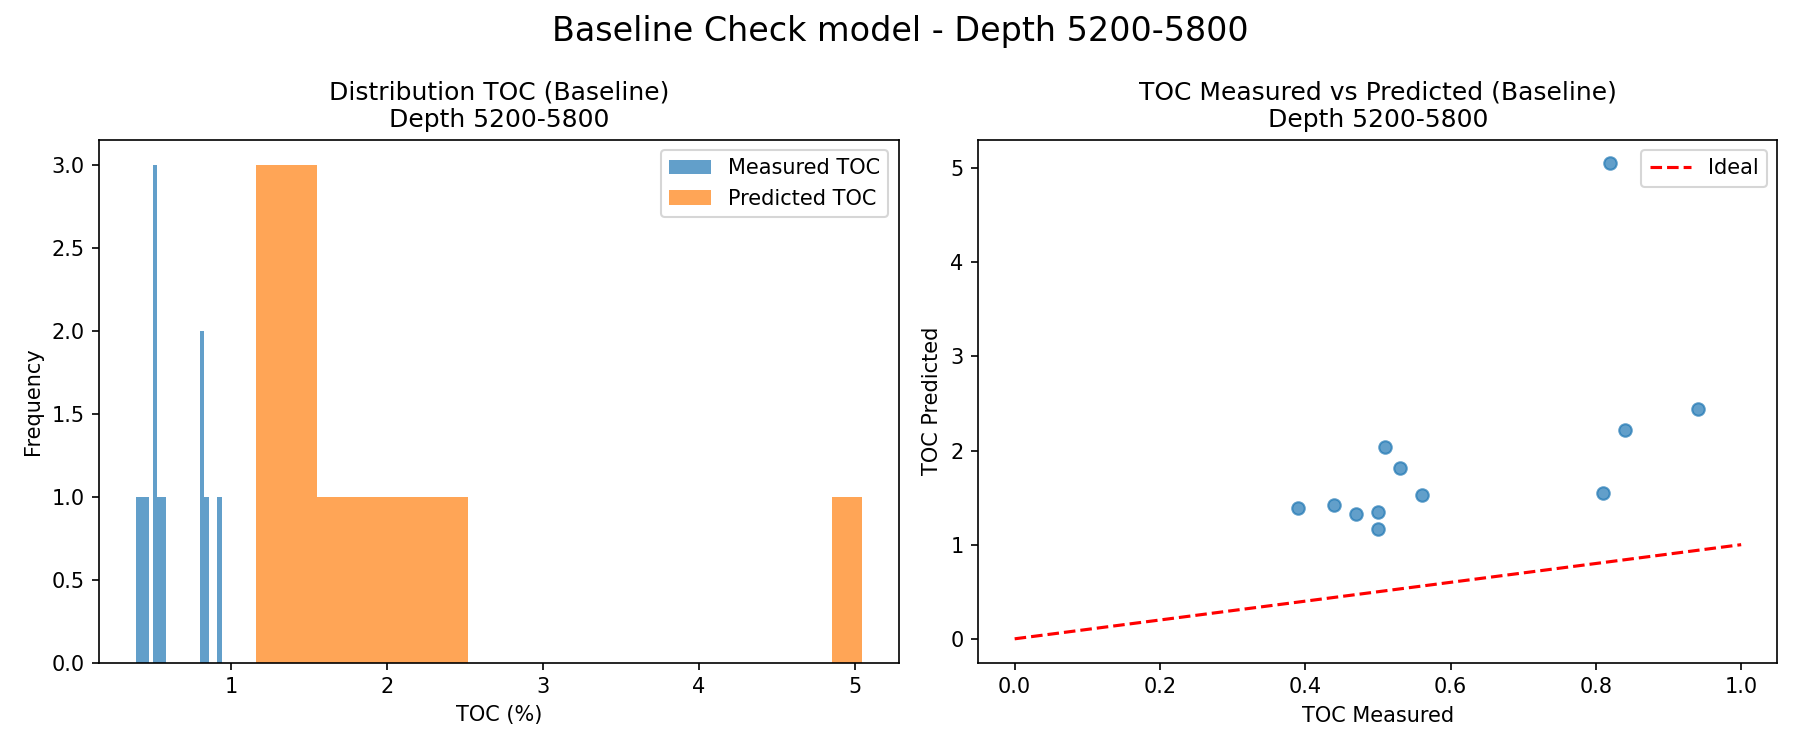 Baseline Check model - Depth 5200-5800
Distribution TOC (Baseline)
Depth 5200-5800
Measured TOC
Predicted TOC
Frequency
3.0
2.5
2.0
1.5
1.0
0.5
0.0
1 2 3 4 5
TOC (%)
TOC Measured vs Predicted (Baseline)
Depth 5200-5800
Ideal
TOC Predicted
5
4
3
2
1
0
0.0 0.2 0.4 0.6 0.8 1.0
TOC Measured